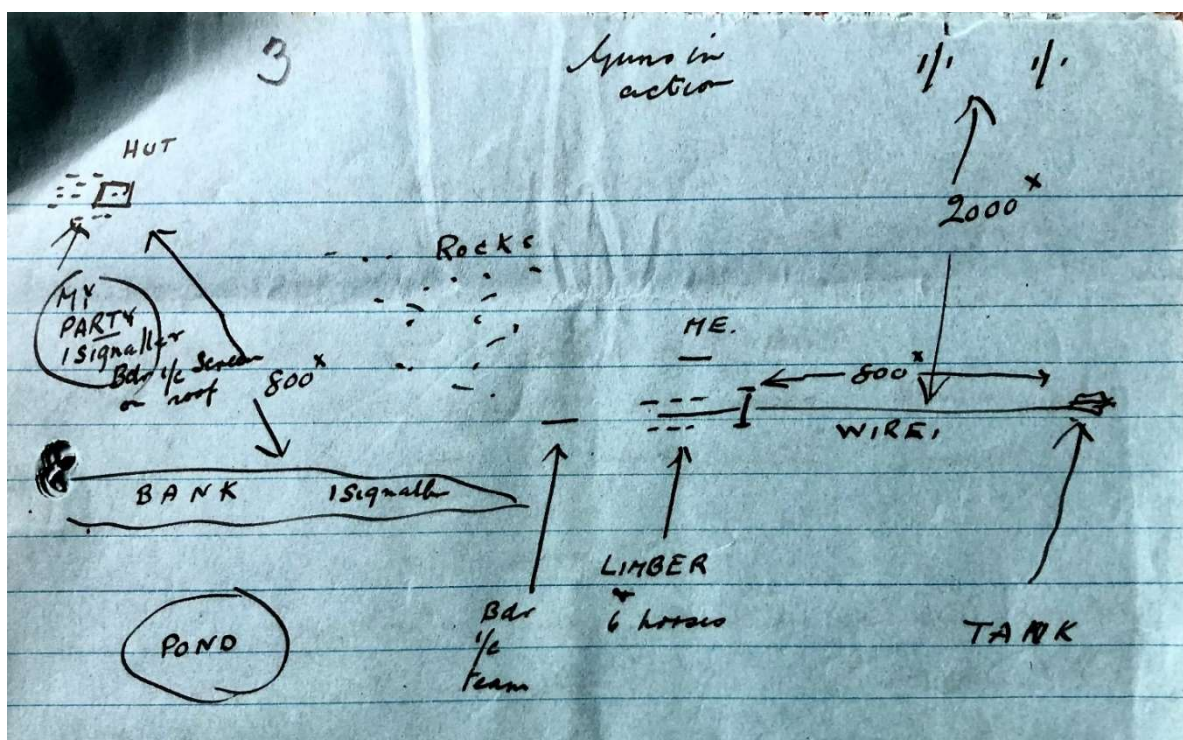 3
Guns in
action
HUT
2000ˣ
Rocks
MY
PARTY
1 Signaller
Bdr i/c Screen
on roof
800ˣ
ME.
800ˣ
WIRE,
BANK
1 Signaller
LIMBER
6 horses
Bdr
i/c
team
POND
TANK